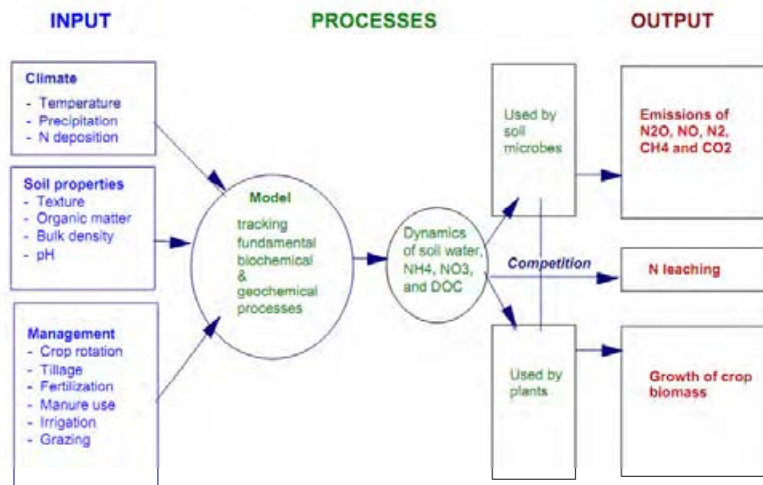 INPUT
PROCESSES
OUTPUT
Climate
- Temperature
- Precipitation
- N deposition
Soil properties
- Texture
- Organic matter
- Bulk density
- pH
Management
- Crop rotation
- Tillage
- Fertilization
- Manure use
- Irrigation
- Grazing
Model
tracking
fundamental
biochemical
&
geochemical
processes
Dynamics
of soil water,
NH4, NO3,
and DOC
Used by
soil
microbes
Competition
Used by
plants
Emissions of
N2O, NO, N2,
CH4 and CO2
N leaching
Growth of crop
biomass